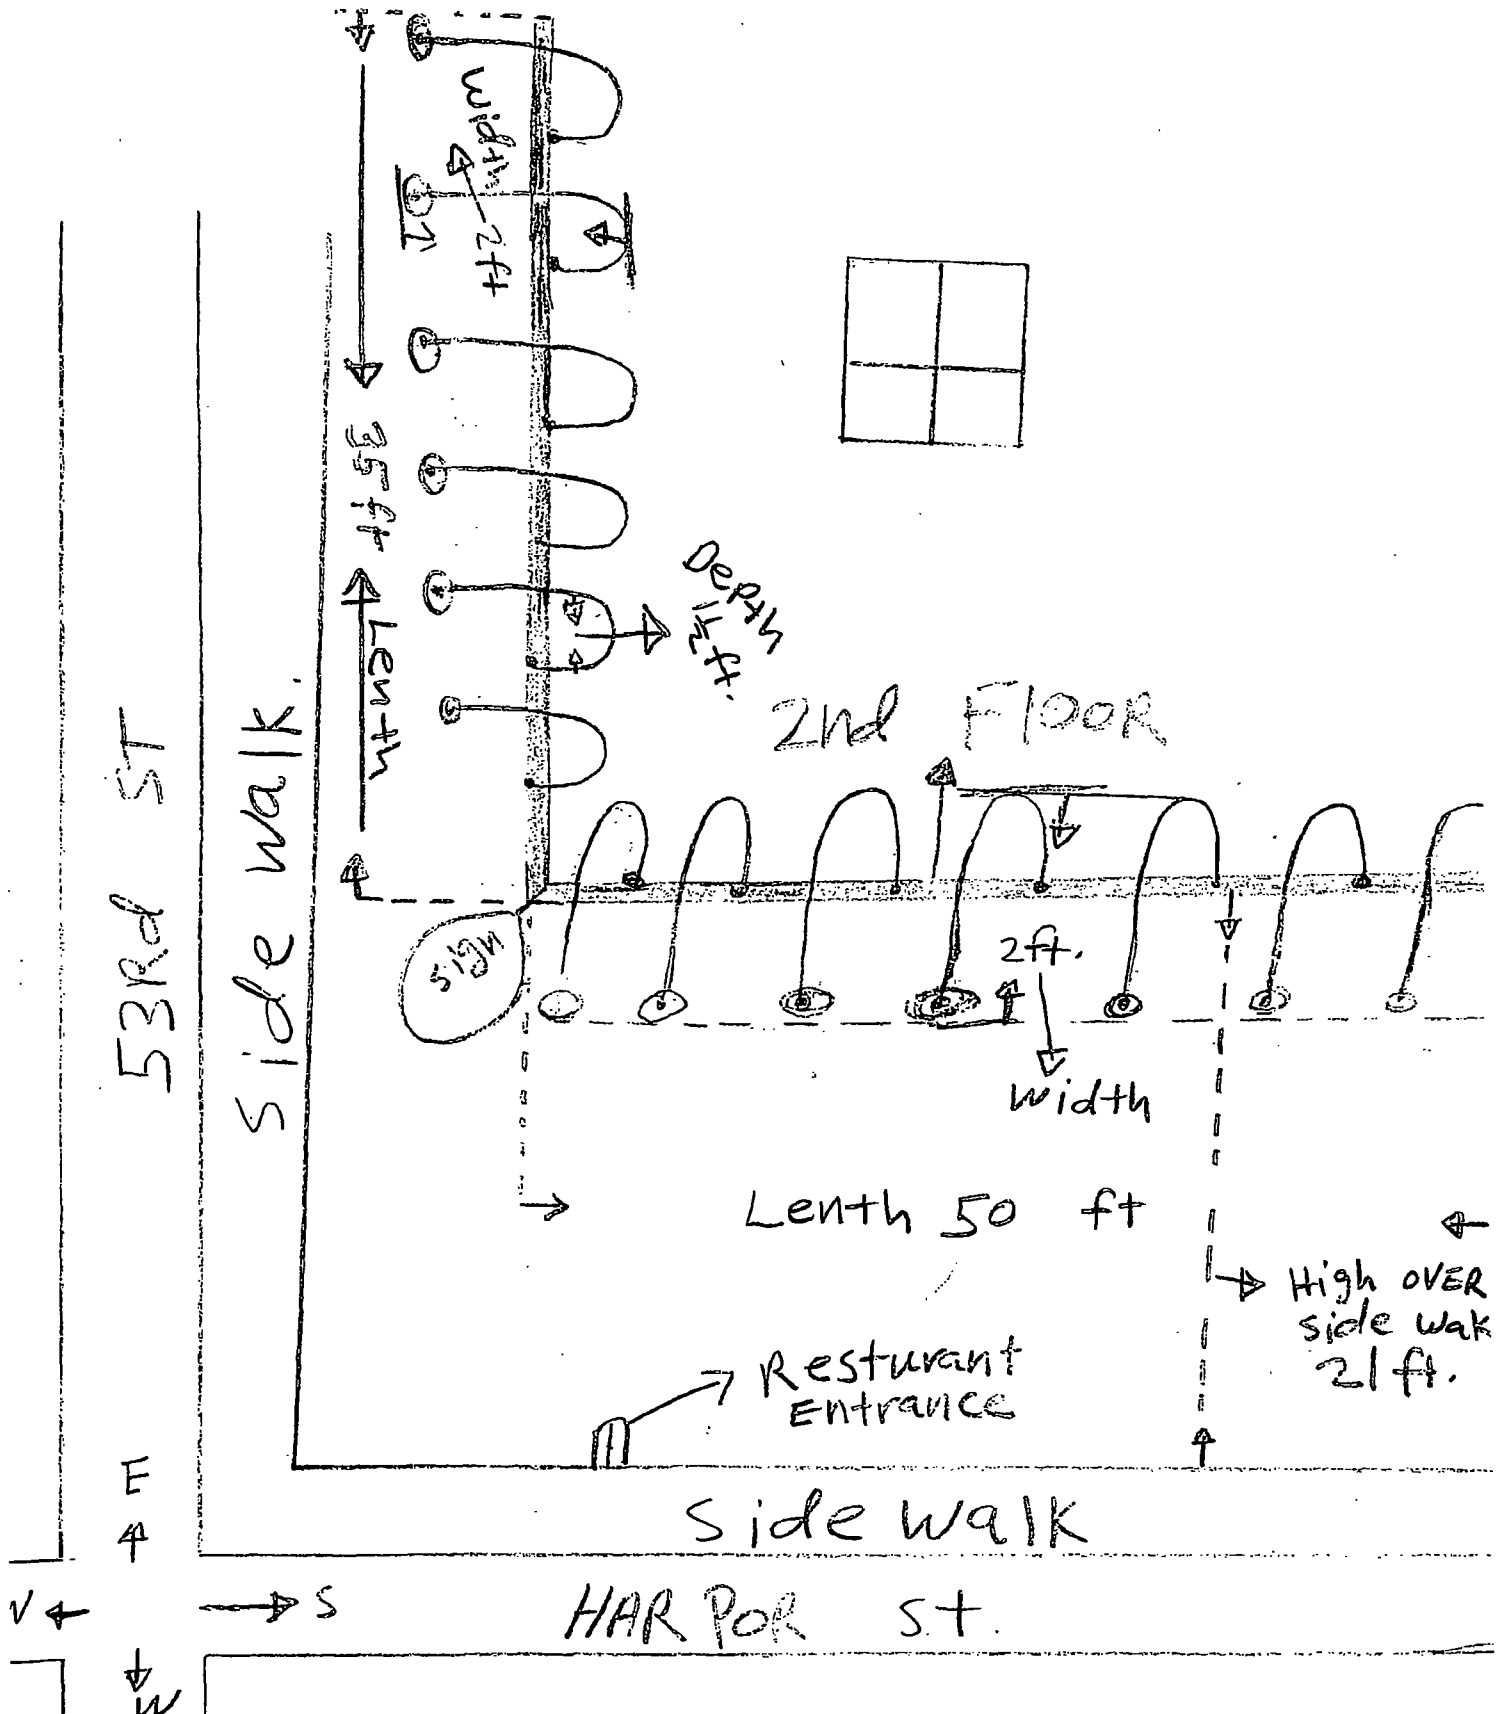 Width
2ft
35 ft
Lenth
Depth
1½ ft.
2nd FlOOR
53Rd ST
Side walk.
sign
2ft.
Width
Lenth 50 ft
High OVER
side wak
21 ft.
Resturant
Entrance
Side walk
E
S
HARPOR St.
W